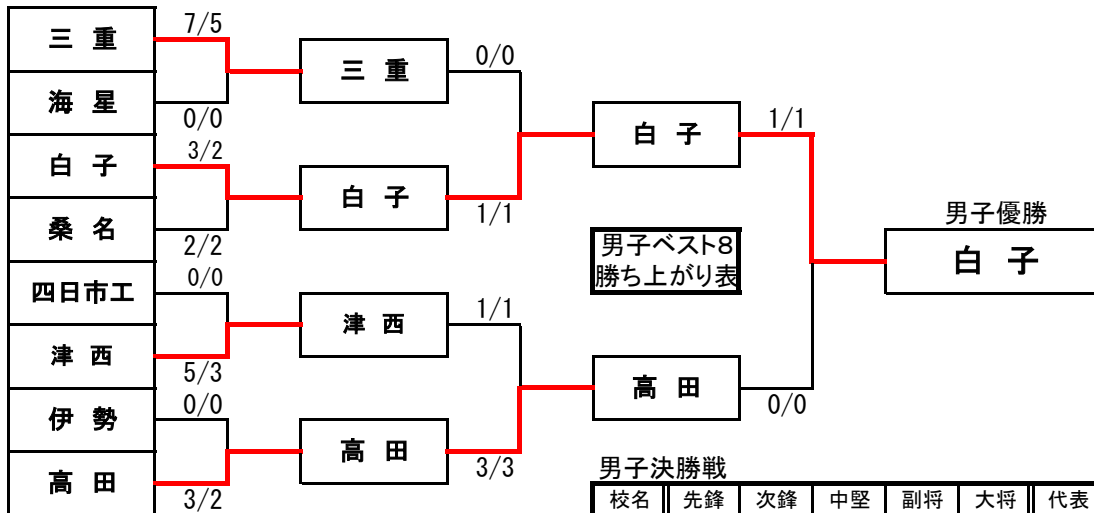 三 重
7/5
海 星
0/0
白 子
3/2
桑 名
2/2
四日市工
0/0
津 西
5/3
伊 勢
0/0
高 田
3/2
三 重
0/0
白 子
1/1
津 西
1/1
高 田
3/3
白 子
1/1
男子ベスト8
勝ち上がり表
高 田
0/0
男子優勝
白 子
男子決勝戦
校名 先鋒 次鋒 中堅 副将 大将 代表